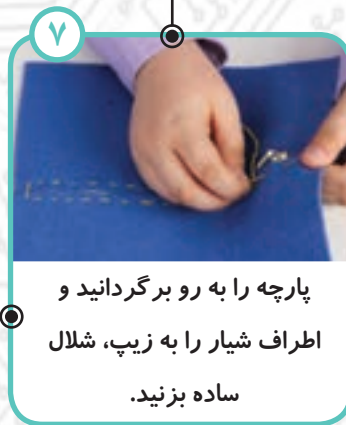 ۷
پارچه را به رو برگردانید و
اطراف شیار را به زیپ، شلال
ساده بزنید.